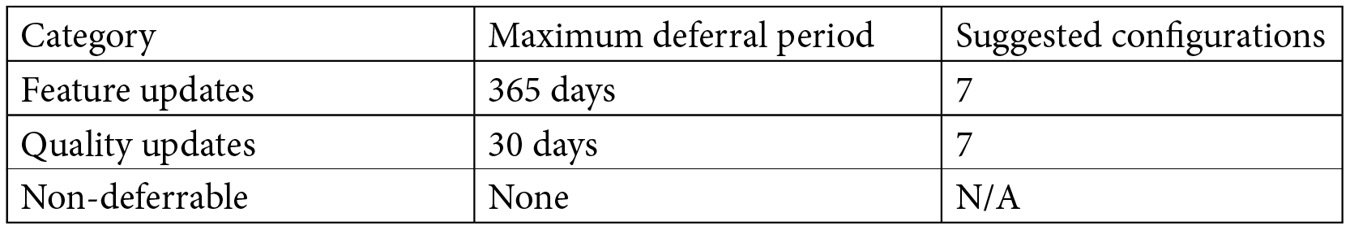 Category Maximum deferral period Suggested configurations
Feature updates 365 days 7
Quality updates 30 days 7
Non-deferrable None N/A